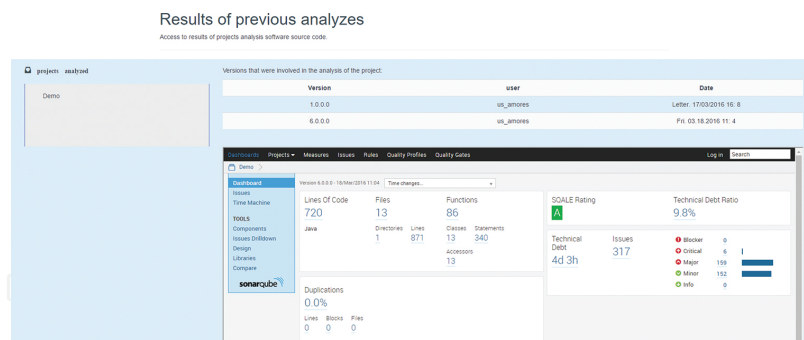 Results of previous analyzes
Access to results of projects analysis software source code.
projects analyzed
Demo
Versions that were involved in the analysis of the project:
Version user Date
1.0.0.0 us_amores Letter. 17/03/2016 16: 8
6.0.0.0 us_amores Fri. 03.18.2016 11: 4
Dashboards Projects Measures Issues Rules Quality Profiles Quality Gates Log in Search
Demo
Dashboard
Issues
Time Machine
TOOLS
Components
Issues Drilldown
Design
Libraries
Compare
sonarqube
Version 6.0.0.0 - 18/Mar/2016 11:04 Time changes...
Lines Of Code Files Functions
720 13 86
Java Directories Lines Classes Statements
1 871 13 340
Accessors
13
Duplications
0.0%
Lines Blocks Files
0 0 0
SQALE Rating Technical Debt Ratio
A 9.8%
Technical Debt Issues
4d 3h 317
Blocker 0
Critical 6
Major 159
Minor 152
Info 0